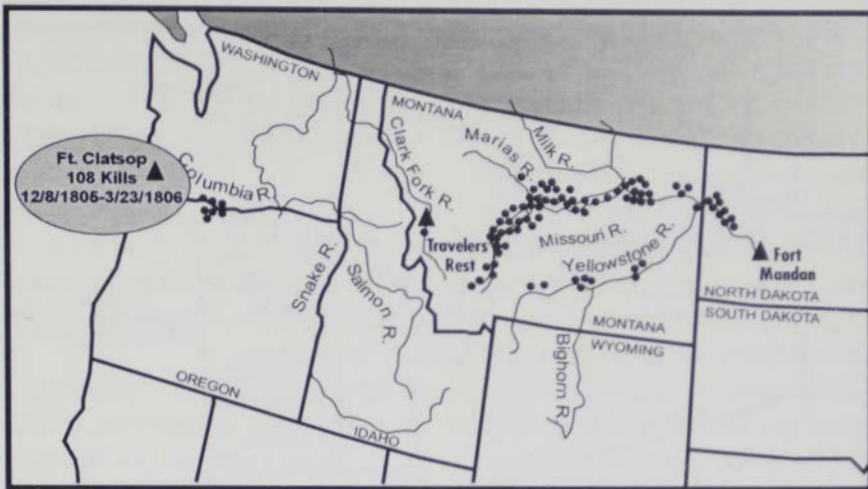 WASHINGTON
MONTANA
Ft. Clatsop
108 Kills
12/8/1805-3/23/1806
Columbia R.
Clark Fork R.
Marias R.
Milk R.
Travelers
Rest
Missouri R.
Yellowstone R.
Fort
Mandan
Snake R.
Salmon R.
NORTH DAKOTA
SOUTH DAKOTA
MONTANA
WYOMING
Bighorn R.
OREGON
IDAHO